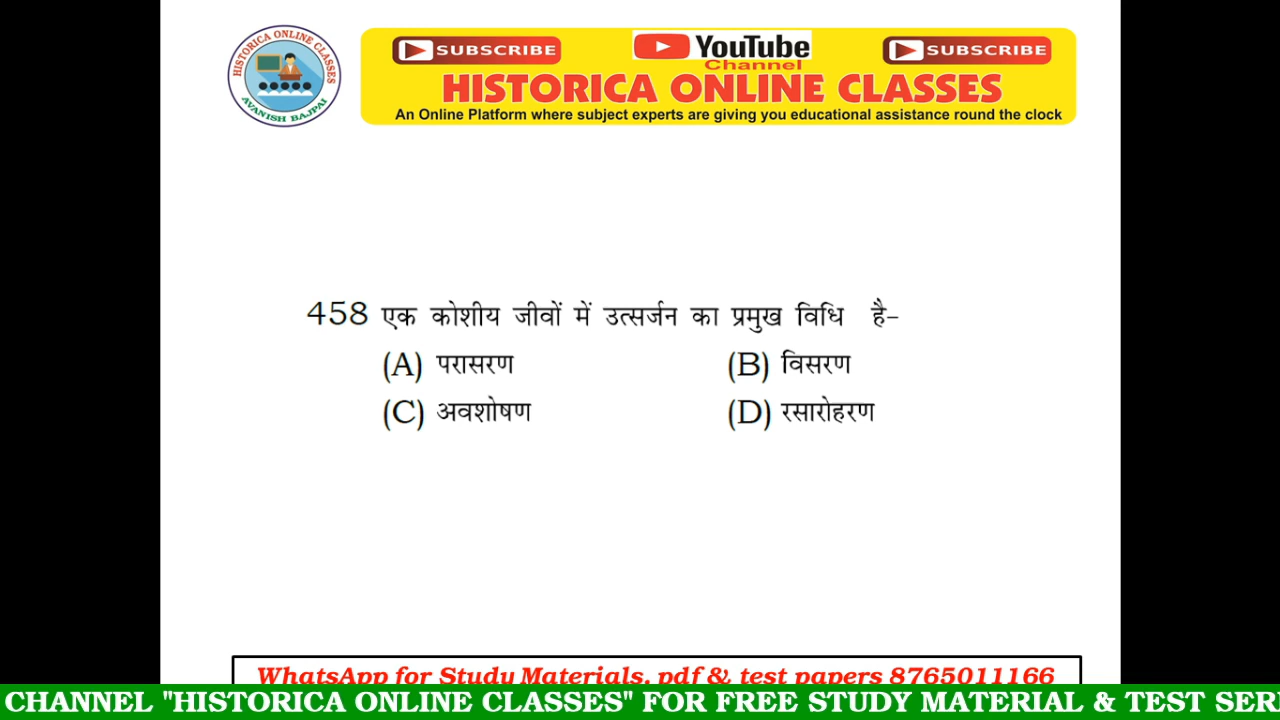 HISTORICA ONLINE CLASSES
AVANISH BAJPAI
SUBSCRIBE
YouTube
Channel
SUBSCRIBE
HISTORICA ONLINE CLASSES
An Online Platform where subject experts are giving you educational assistance round the clock
458 एक कोशीय जीवों में उत्सर्जन का प्रमुख विधि है-
(A) परासरण (B) विसरण
(C) अवशोषण (D) रसारोहरण
WhatsApp for Study Materials, pdf & test papers 8765011166
CHANNEL "HISTORICA ONLINE CLASSES" FOR FREE STUDY MATERIAL & TEST SER